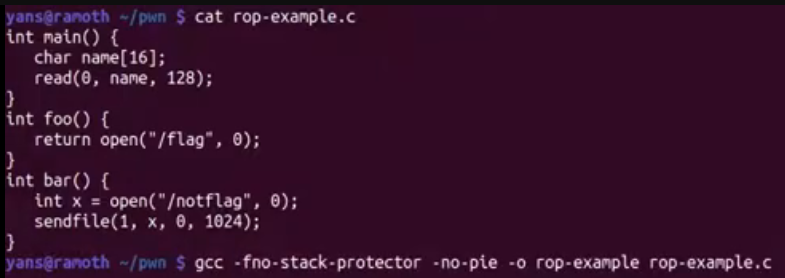 yans@ramoth ~/pwn $ cat rop-example.c
int main() {
   char name[16];
   read(0, name, 128);
}
int foo() {
   return open("/flag", 0);
}
int bar() {
   int x = open("/notflag", 0);
   sendfile(1, x, 0, 1024);
}
yans@ramoth ~/pwn $ gcc -fno-stack-protector -no-pie -o rop-example rop-example.c